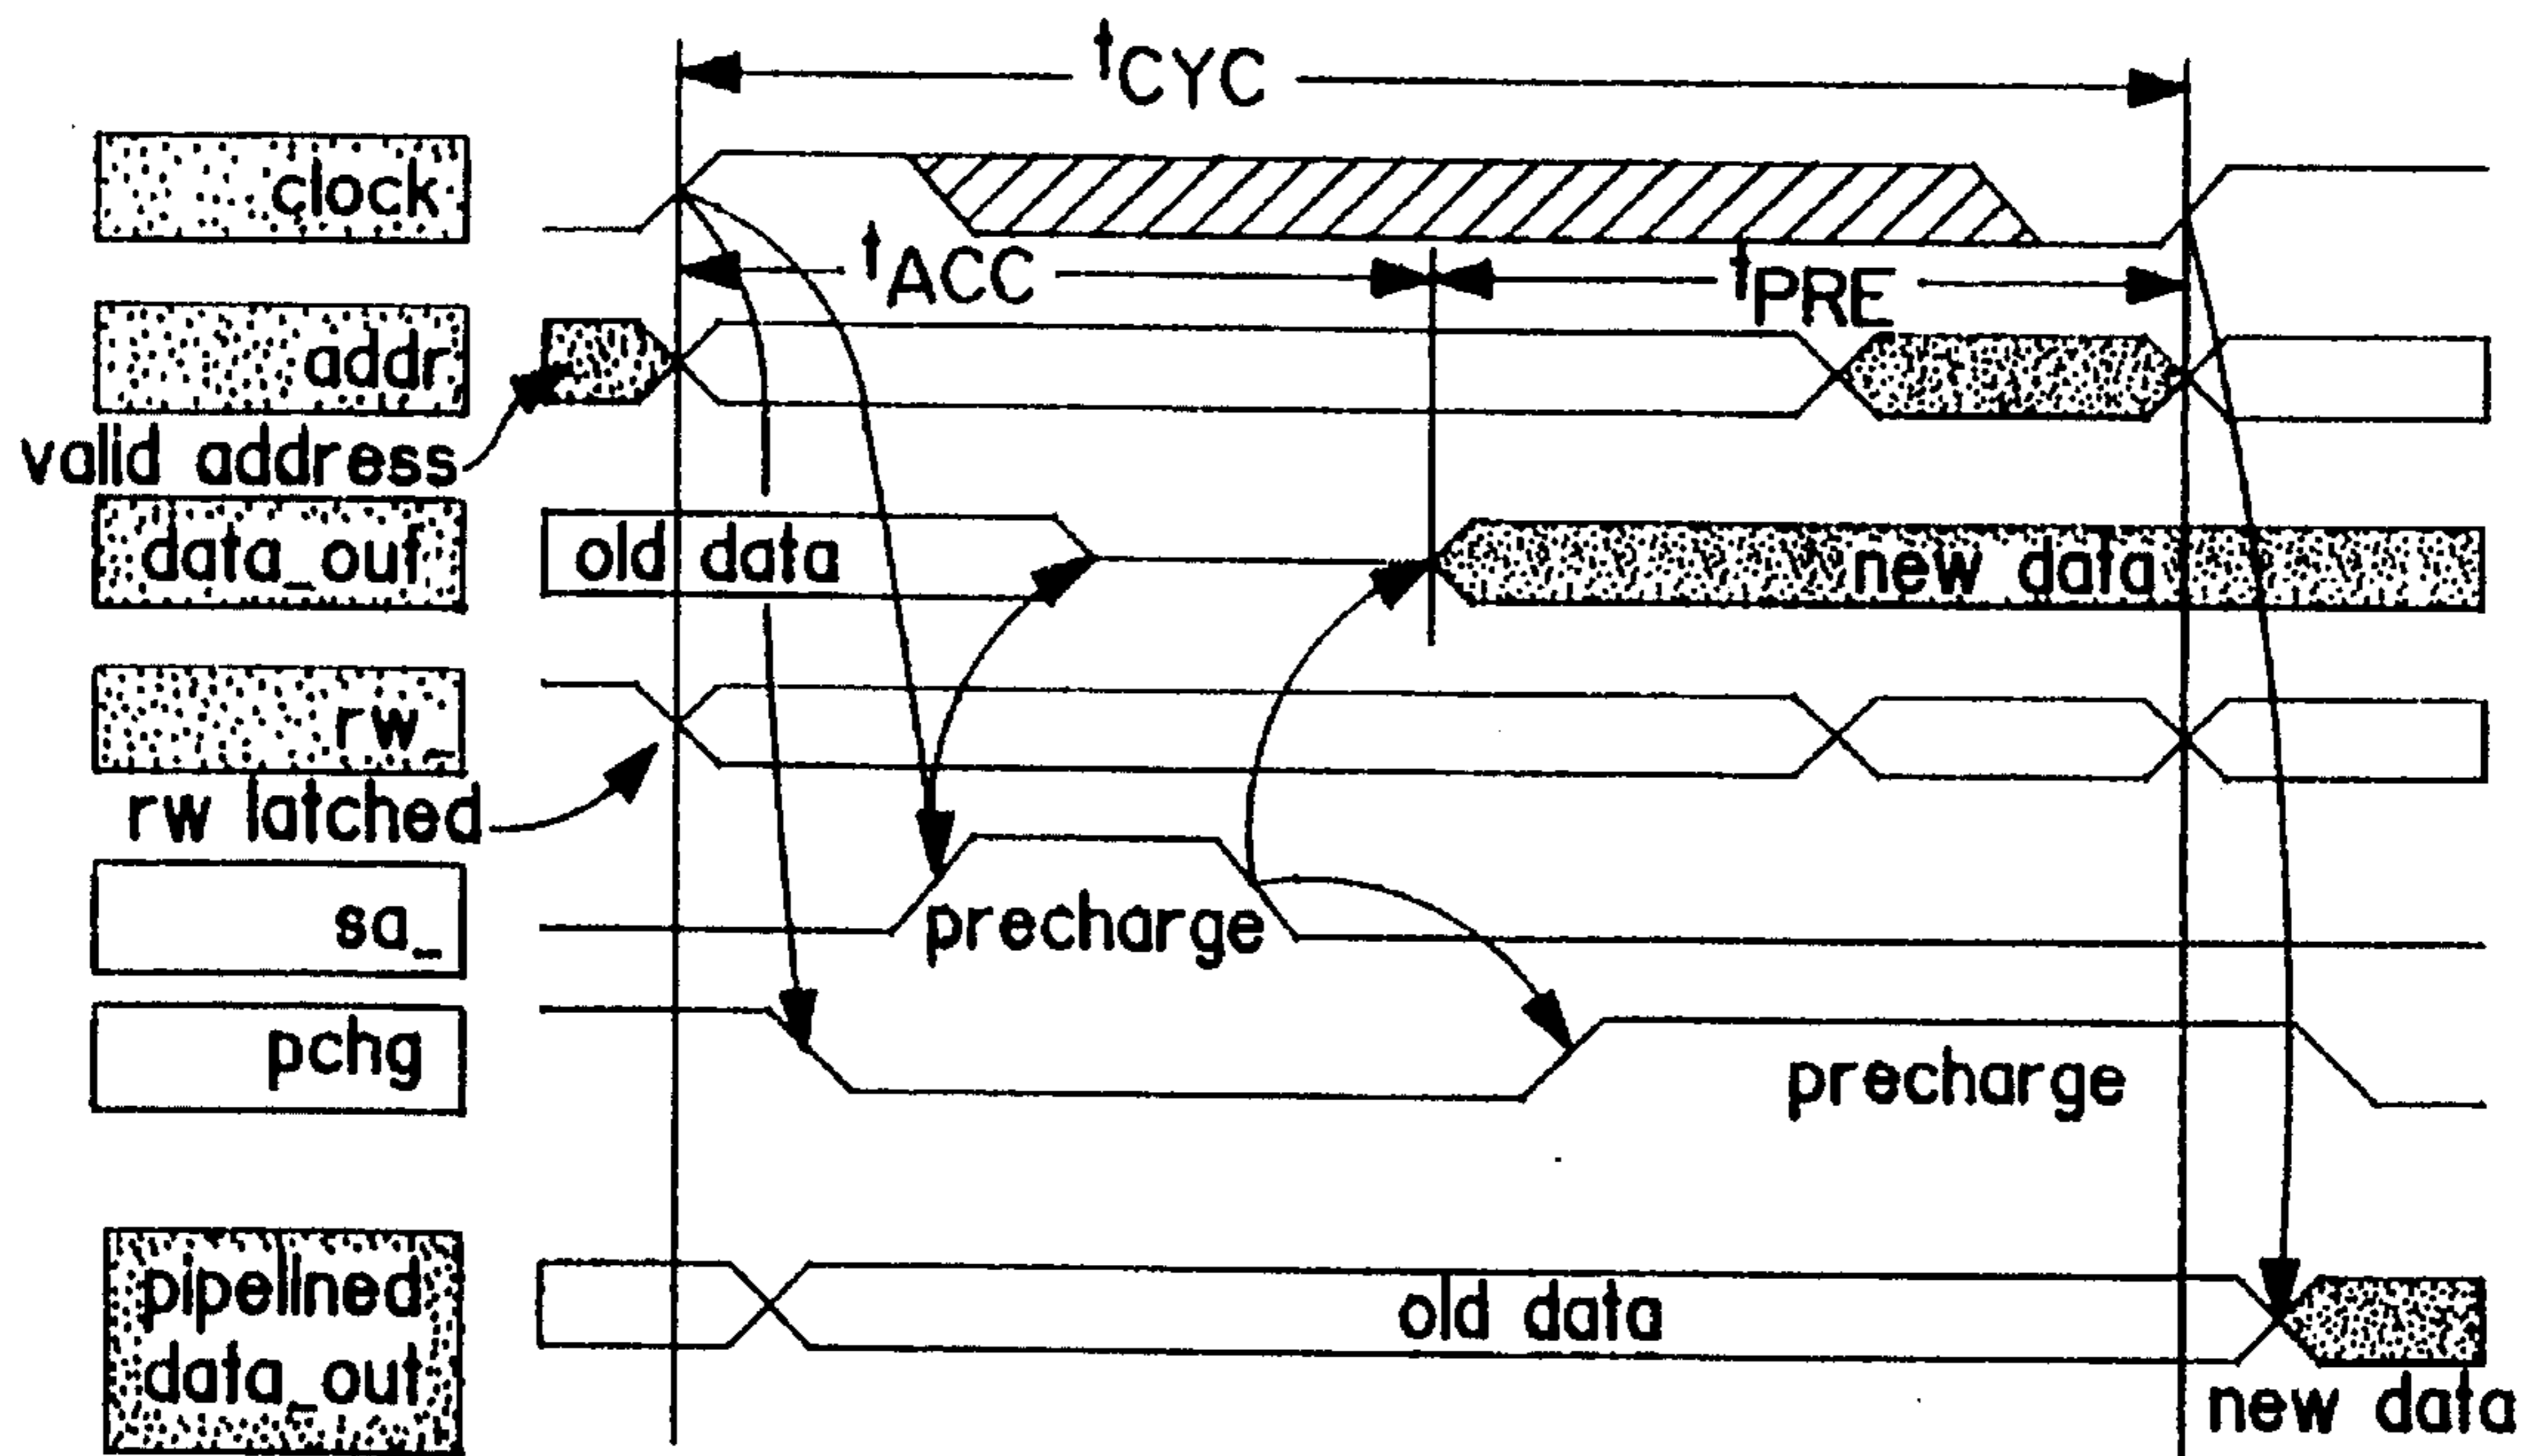 tCYC
clock
tACC
tPRE
addr
valid address
data_out
old data
new data
rw_
rw latched
sa_
precharge
pchg
precharge
pipelined
data_out
old data
new data